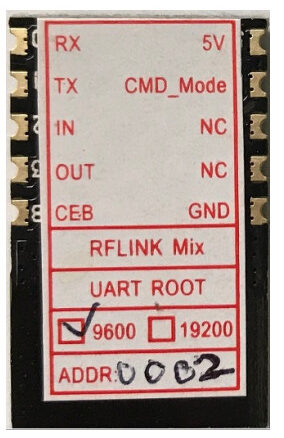 RX 5V
TX CMD_Mode
IN NC
OUT NC
CEB GND
RFLINK Mix
UART ROOT
9600 19200
ADDR:0002